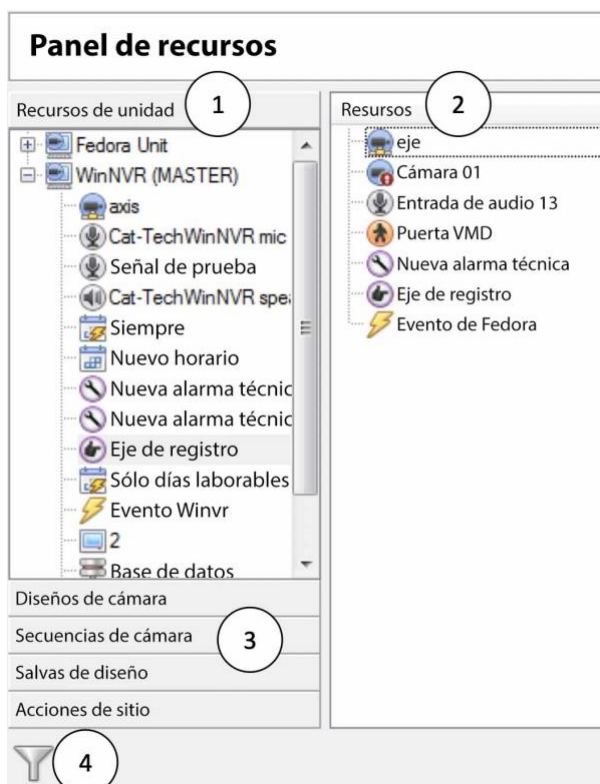 Panel de recursos
Recursos de unidad
1
Fedora Unit
WinNVR (MASTER)
axis
Cat-TechWinNVR mic
Señal de prueba
Cat-TechWinNVR spe
Siempre
Nuevo horario
Nueva alarma técnic
Nueva alarma técnic
Eje de registro
Sólo días laborables
Evento Winvr
2
Base de datos
Diseños de cámara
Secuencias de cámara
3
Salvas de diseño
Acciones de sitio
4
Resursos
2
eje
Cámara 01
Entrada de audio 13
Puerta VMD
Nueva alarma técnica
Eje de registro
Evento de Fedora